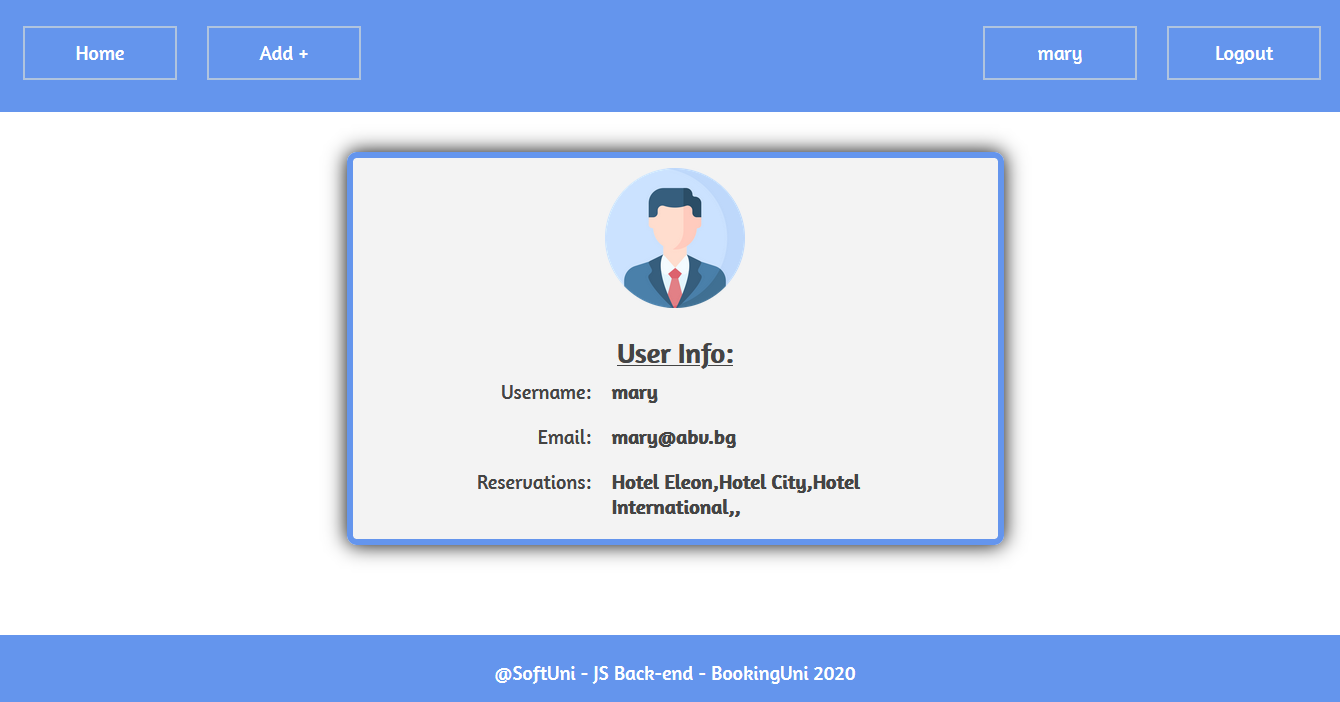 Home
Add +
mary
Logout
User Info:
Username: mary
Email: mary@abv.bg
Reservations: Hotel Eleon,Hotel City,Hotel
International,,
@SoftUni - JS Back-end - BookingUni 2020